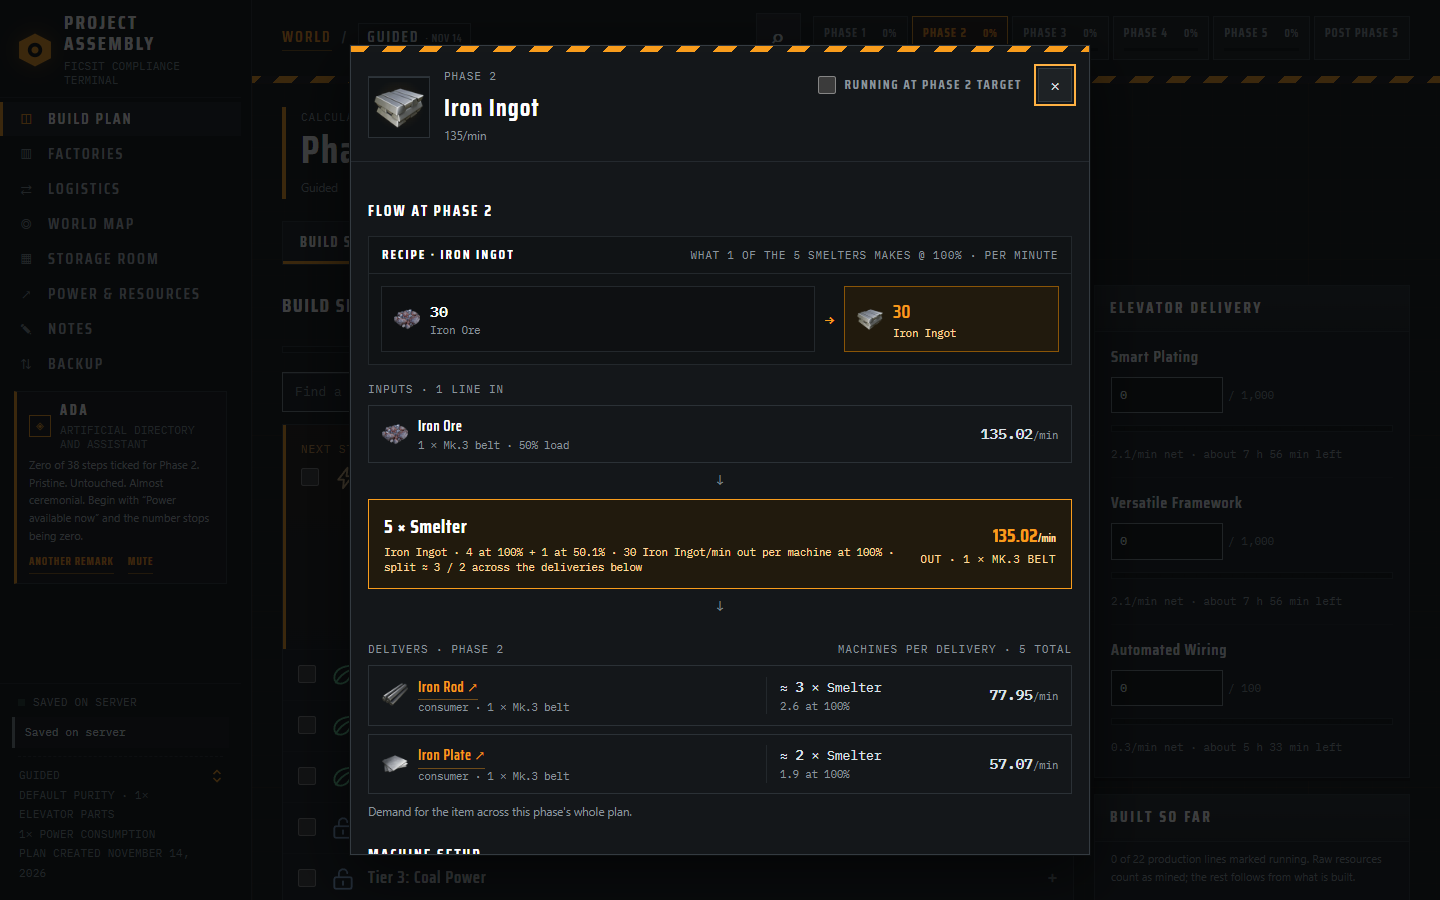 PROJECT
ASSEMBLY
FICSIT COMPLIANCE
TERMINAL
BUILD PLAN
FACTORIES
LOGISTICS
WORLD MAP
STORAGE ROOM
POWER & RESOURCES
NOTES
BACKUP
ADA
ARTIFICIAL DIRECTORY
AND ASSISTANT
Zero of 38 steps ticked for Phase 2.
Pristine. Untouched. Almost
ceremonial. Begin with "Power
available now" and the number stops
being zero.
ANOTHER REMARK MUTE
SAVED ON SERVER
Saved on server
GUIDED
DEFAULT PURITY · 1×
ELEVATOR PARTS
1× POWER CONSUMPTION
PLAN CREATED NOVEMBER 14,
2026
WORLD / GUIDED · NOV 14
PHASE 1 0% PHASE 2 0% PHASE 3 0% PHASE 4 0% PHASE 5 0% POST PHASE 5
CALCULA
Pha
Guided
BUILD S
BUILD S
Find a
NEXT ST
PHASE 2
Iron Ingot
135/min
RUNNING AT PHASE 2 TARGET ×
FLOW AT PHASE 2
RECIPE · IRON INGOT WHAT 1 OF THE 5 SMELTERS MAKES @ 100% · PER MINUTE
30
Iron Ore
→
30
Iron Ingot
INPUTS · 1 LINE IN
Iron Ore
1 × Mk.3 belt · 50% load
135.02/min
↓
5 × Smelter
Iron Ingot · 4 at 100% + 1 at 50.1% · 30 Iron Ingot/min out per machine at 100% ·
split ≈ 3 / 2 across the deliveries below
135.02/min
OUT · 1 × MK.3 BELT
↓
DELIVERS · PHASE 2 MACHINES PER DELIVERY · 5 TOTAL
Iron Rod ↗
consumer · 1 × Mk.3 belt
≈ 3 × Smelter
2.6 at 100%
77.95/min
Iron Plate ↗
consumer · 1 × Mk.3 belt
≈ 2 × Smelter
1.9 at 100%
57.07/min
Demand for the item across this phase's whole plan.
MACHINE SETUP
Tier 3: Coal Power +
ELEVATOR DELIVERY
Smart Plating
0 / 1,000
2.1/min net · about 7 h 56 min left
Versatile Framework
0 / 1,000
2.1/min net · about 7 h 56 min left
Automated Wiring
0 / 100
0.3/min net · about 5 h 33 min left
BUILT SO FAR
0 of 22 production lines marked running. Raw resources
count as mined; the rest follows from what is built.